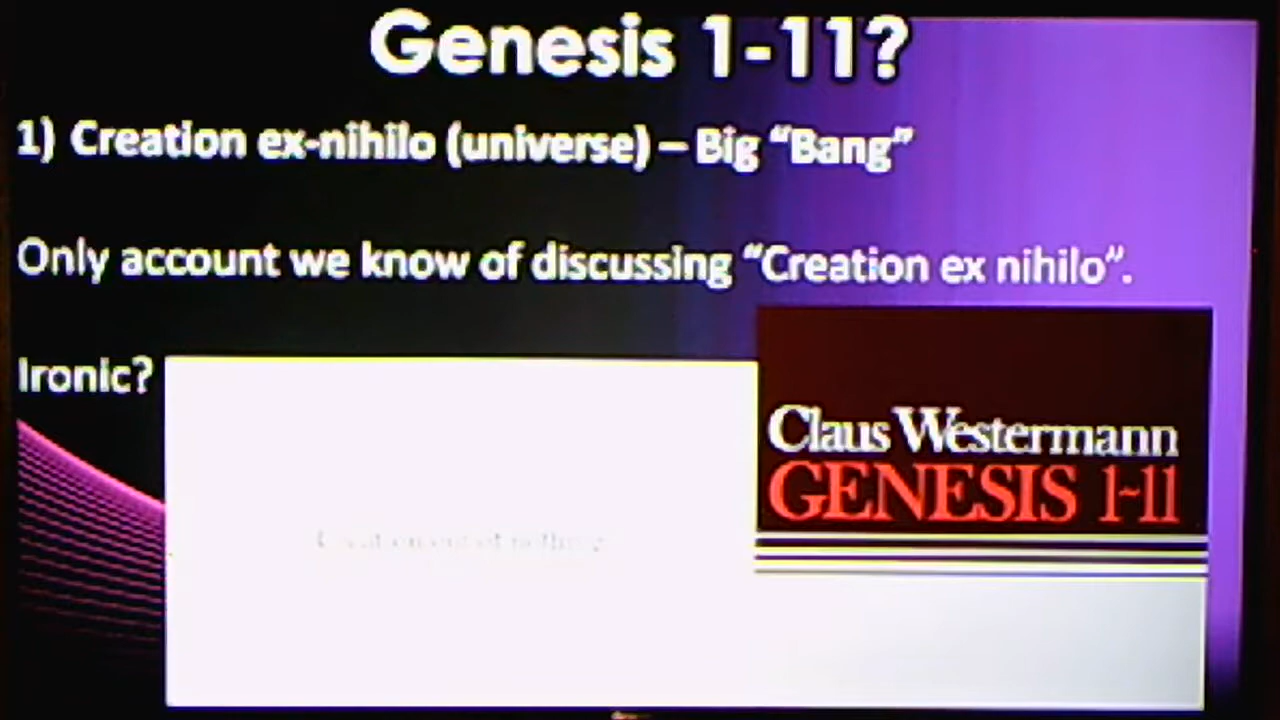 Genesis 1-11?
1) Creation ex-nihilo (universe) – Big “Bang”
Only account we know of discussing “Creation ex nihilo”.
Ironic?
Claus Westermann
GENESIS 1-11